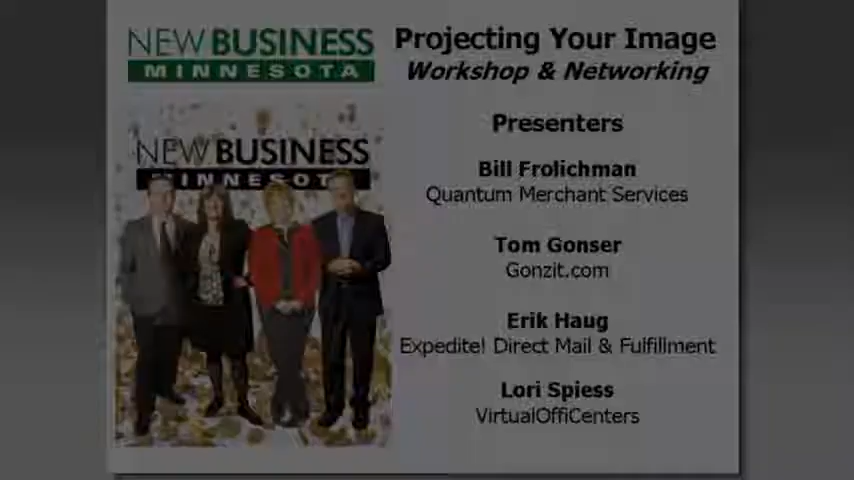 NEW BUSINESS
MINNESOTA
Projecting Your Image
Workshop & Networking
NEW BUSINESS
MINNESOTA
Presenters
Bill Frolichman
Quantum Merchant Services
Tom Gonser
Gonzit.com
Erik Haug
Expedite! Direct Mail & Fulfillment
Lori Spiess
VirtualOffiCenters